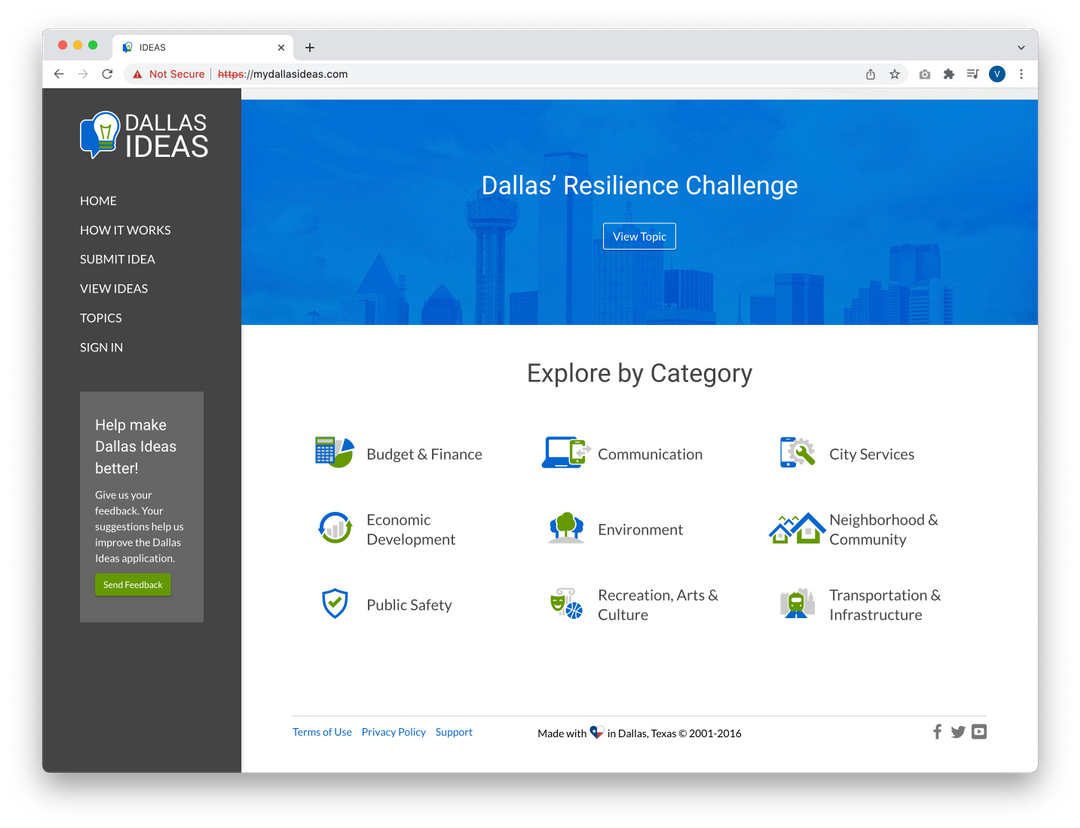 IDEAS
Not Secure
https://mydallasideas.com
V
DALLAS
IDEAS
HOME
HOW IT WORKS
SUBMIT IDEA
VIEW IDEAS
TOPICS
SIGN IN
Help make
Dallas Ideas
better!
Give us your
feedback. Your
suggestions help us
improve the Dallas
Ideas application.
Send Feedback
Dallas’ Resilience Challenge
View Topic
Explore by Category
Budget & Finance
Communication
City Services
Economic
Development
Environment
Neighborhood &
Community
Public Safety
Recreation, Arts &
Culture
Transportation &
Infrastructure
Terms of Use Privacy Policy Support
Made with in Dallas, Texas © 2001-2016